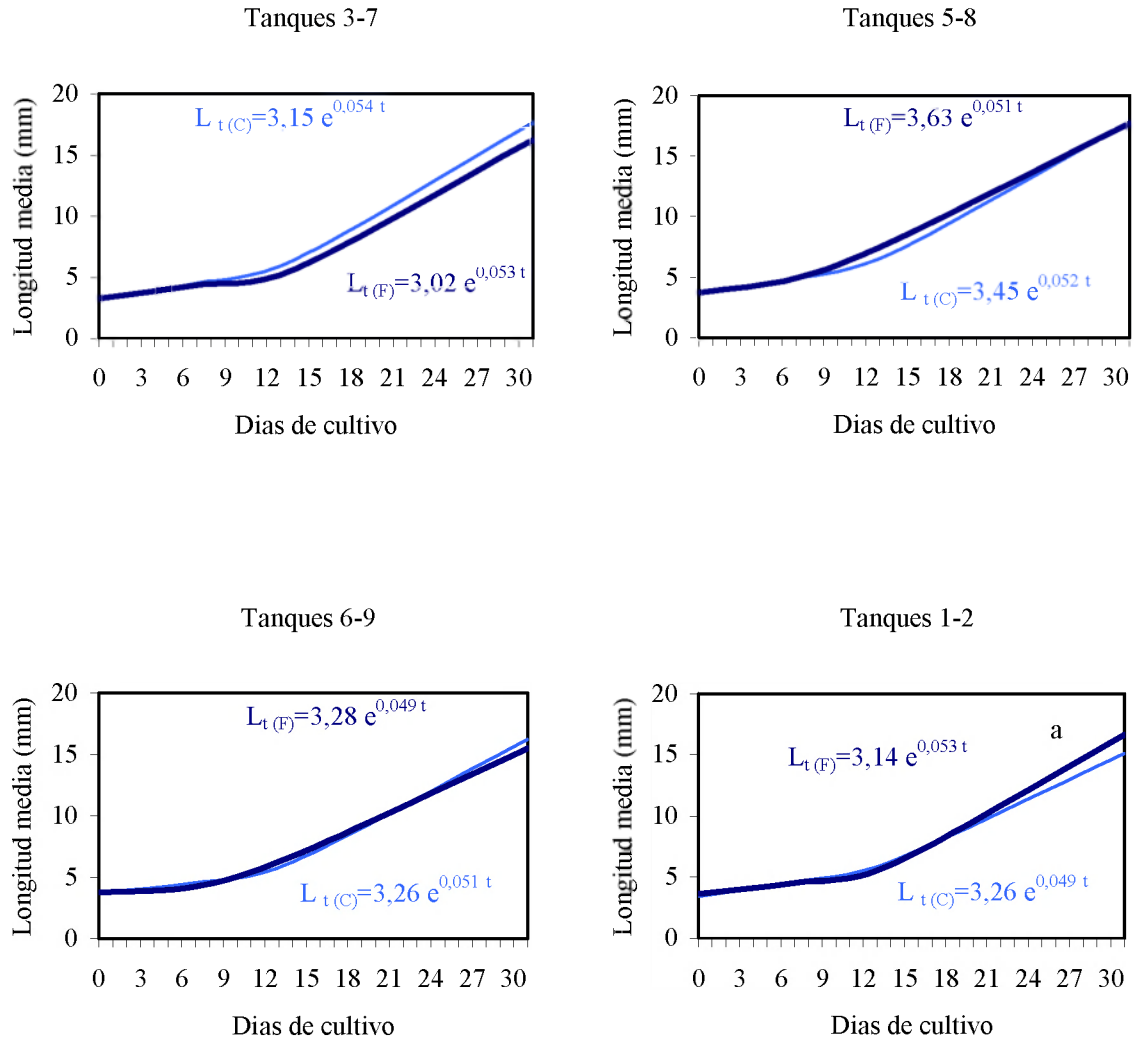 Tanques 3-7
Longitud media (mm)
20
15
10
5
0
L t (C)=3,15 e0,054 t
L t (F)=3,02 e0,053 t
0 3 6 9 12 15 18 21 24 27 30
Dias de cultivo
Tanques 5-8
Longitud media (mm)
20
15
10
5
0
Lt (F)=3,63 e0,051 t
L t (C)=3,45 e0,052 t
0 3 6 9 12 15 18 21 24 27 30
Dias de cultivo
Tanques 6-9
Longitud media (mm)
20
15
10
5
0
Lt (F)=3,28 e0,049 t
L t (C)=3,26 e0,051 t
0 3 6 9 12 15 18 21 24 27 30
Dias de cultivo
Tanques 1-2
Longitud media (mm)
20
15
10
5
0
a
Lt (F)=3,14 e0,053 t
L t (C)=3,26 e0,049 t
0 3 6 9 12 15 18 21 24 27 30
Dias de cultivo